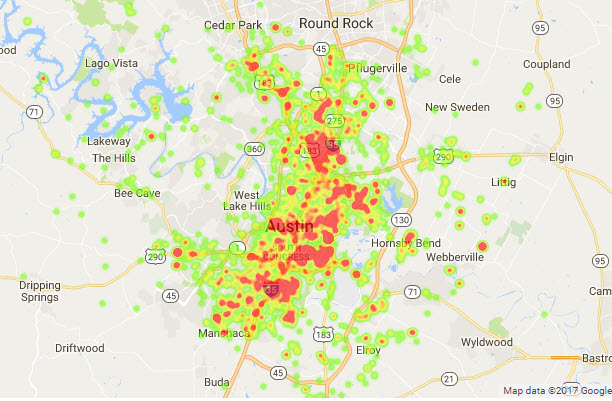 Cedar Park
Round Rock
45
Lago Vista
183
Pflugerville
Coupland
Cele
95
71
1
New Sweden
275
Lakeway
The Hills
360
183
35
290
Elgin
95
Bee Cave
West
Lake Hills
Littig
130
Austin
Hornsby Bend
SOUTH
CONGRESS
1
290
Webberville
95
Dripping
Springs
45
35
71
Manchaca
183
Driftwood
Elroy
Wyldwood
Bastro
45
Buda
21
Map data ©2017 Google